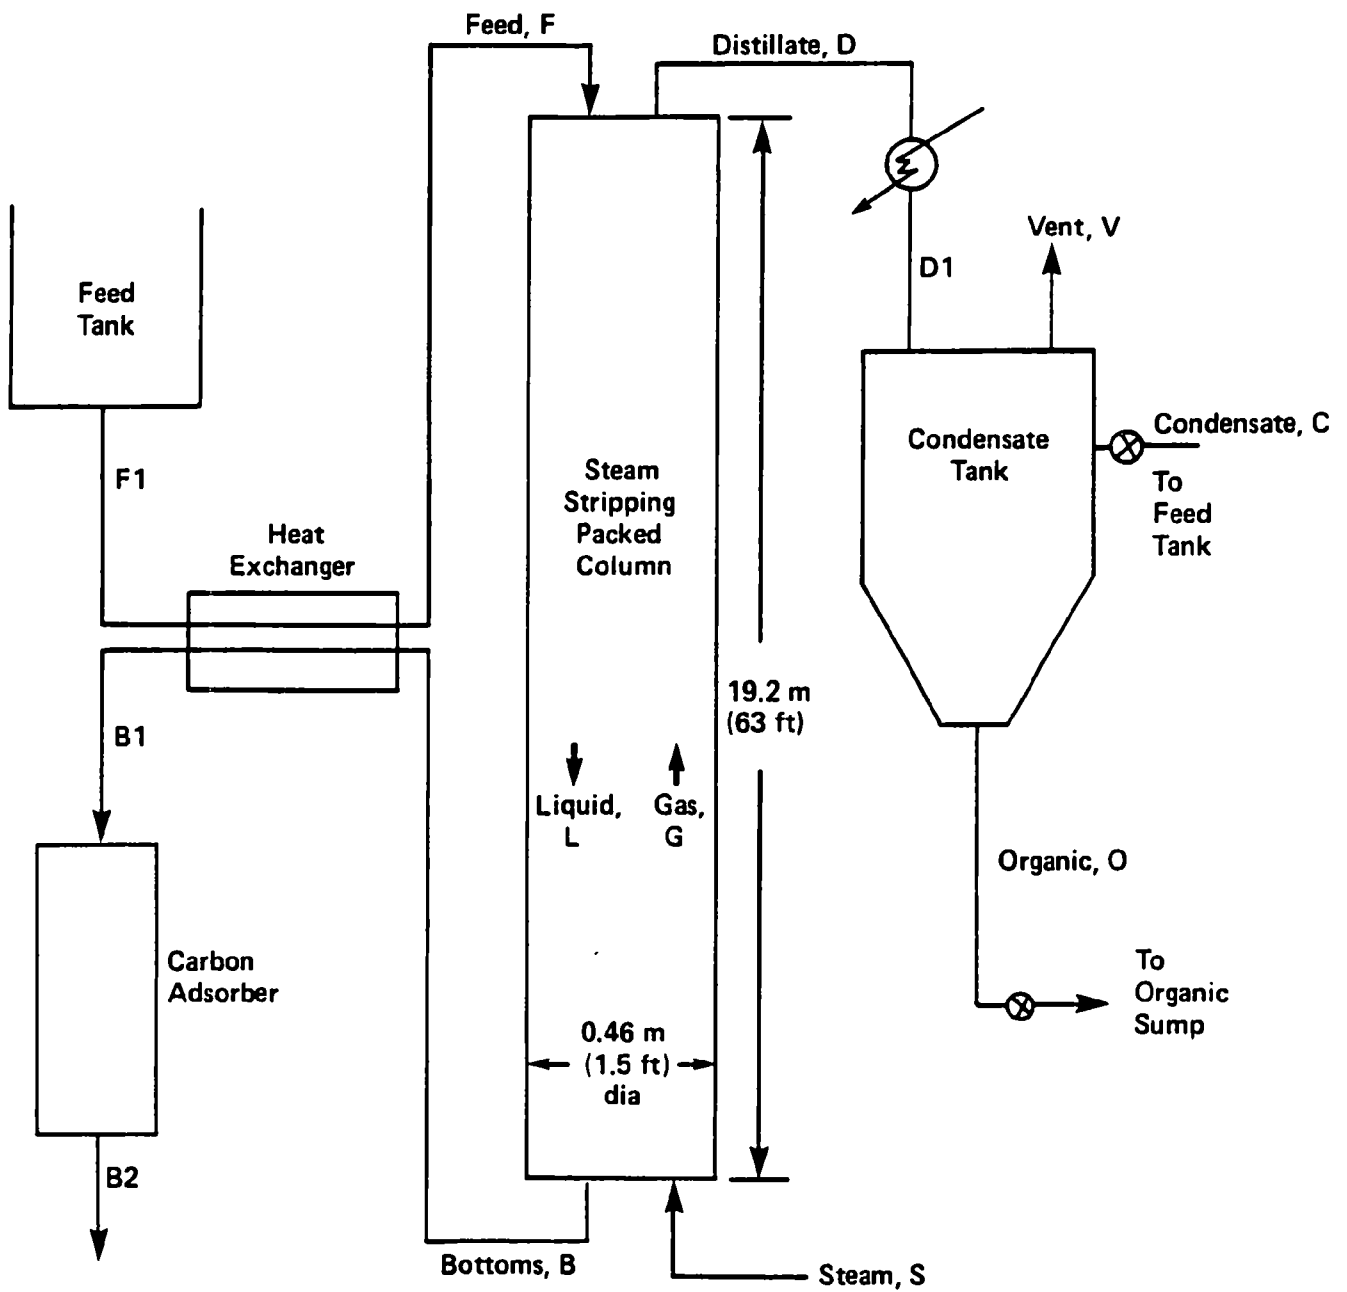 Feed, F
Distillate, D
Vent, V
D1
Feed
Tank
Condensate, C
To
Feed
Tank
Condensate
Tank
F1
Steam
Stripping
Packed
Column
Heat
Exchanger
19.2 m
(63 ft)
B1
Liquid,
L
Gas,
G
Organic, O
Carbon
Adsorber
To
Organic
Sump
0.46 m
(1.5 ft)
dia
B2
Bottoms, B
Steam, S